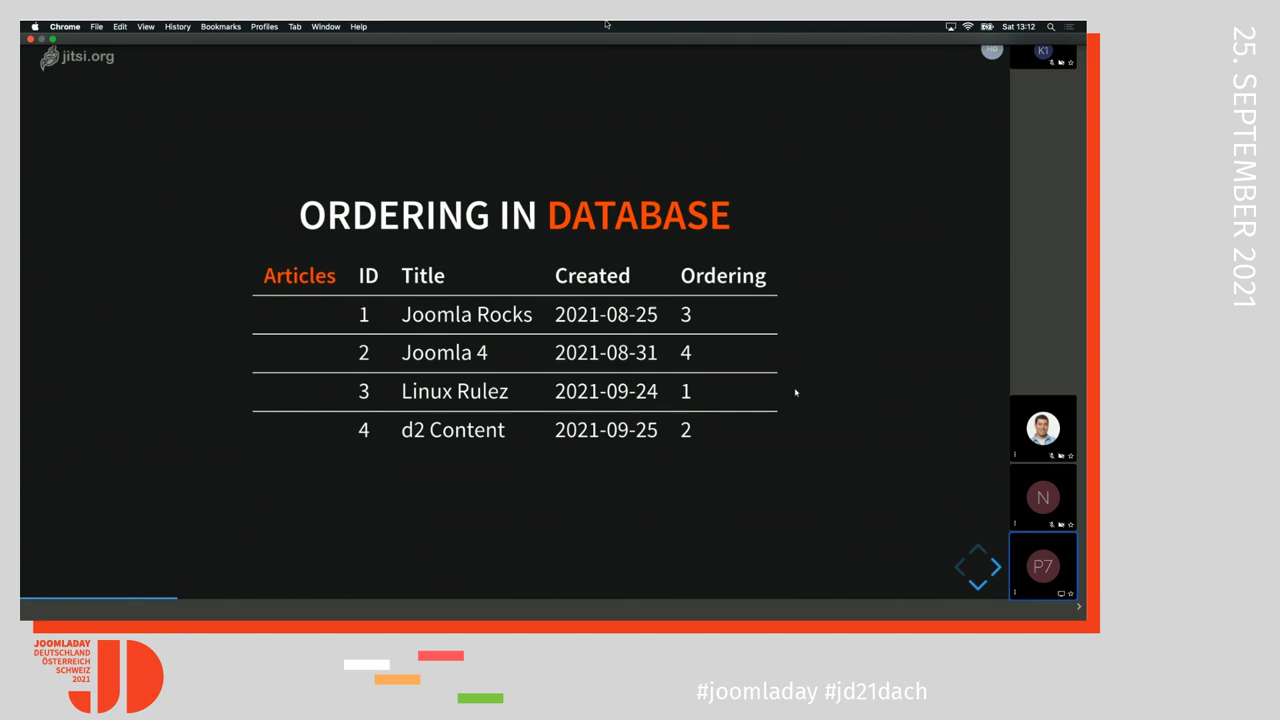 Chrome File Edit View History Bookmarks Profiles Tab Window Help
Sat 13:12
jitsi.org
HD
K1
ORDERING IN DATABASE
Articles ID Title Created Ordering
1 Joomla Rocks 2021-08-25 3
2 Joomla 4 2021-08-31 4
3 Linux Rulez 2021-09-24 1
4 d2 Content 2021-09-25 2
N
P7
25. SEPTEMBER 2021
JOOMLADAY
DEUTSCHLAND
ÖSTERREICH
SCHWEIZ
2021
JD
#joomladay #jd21dach